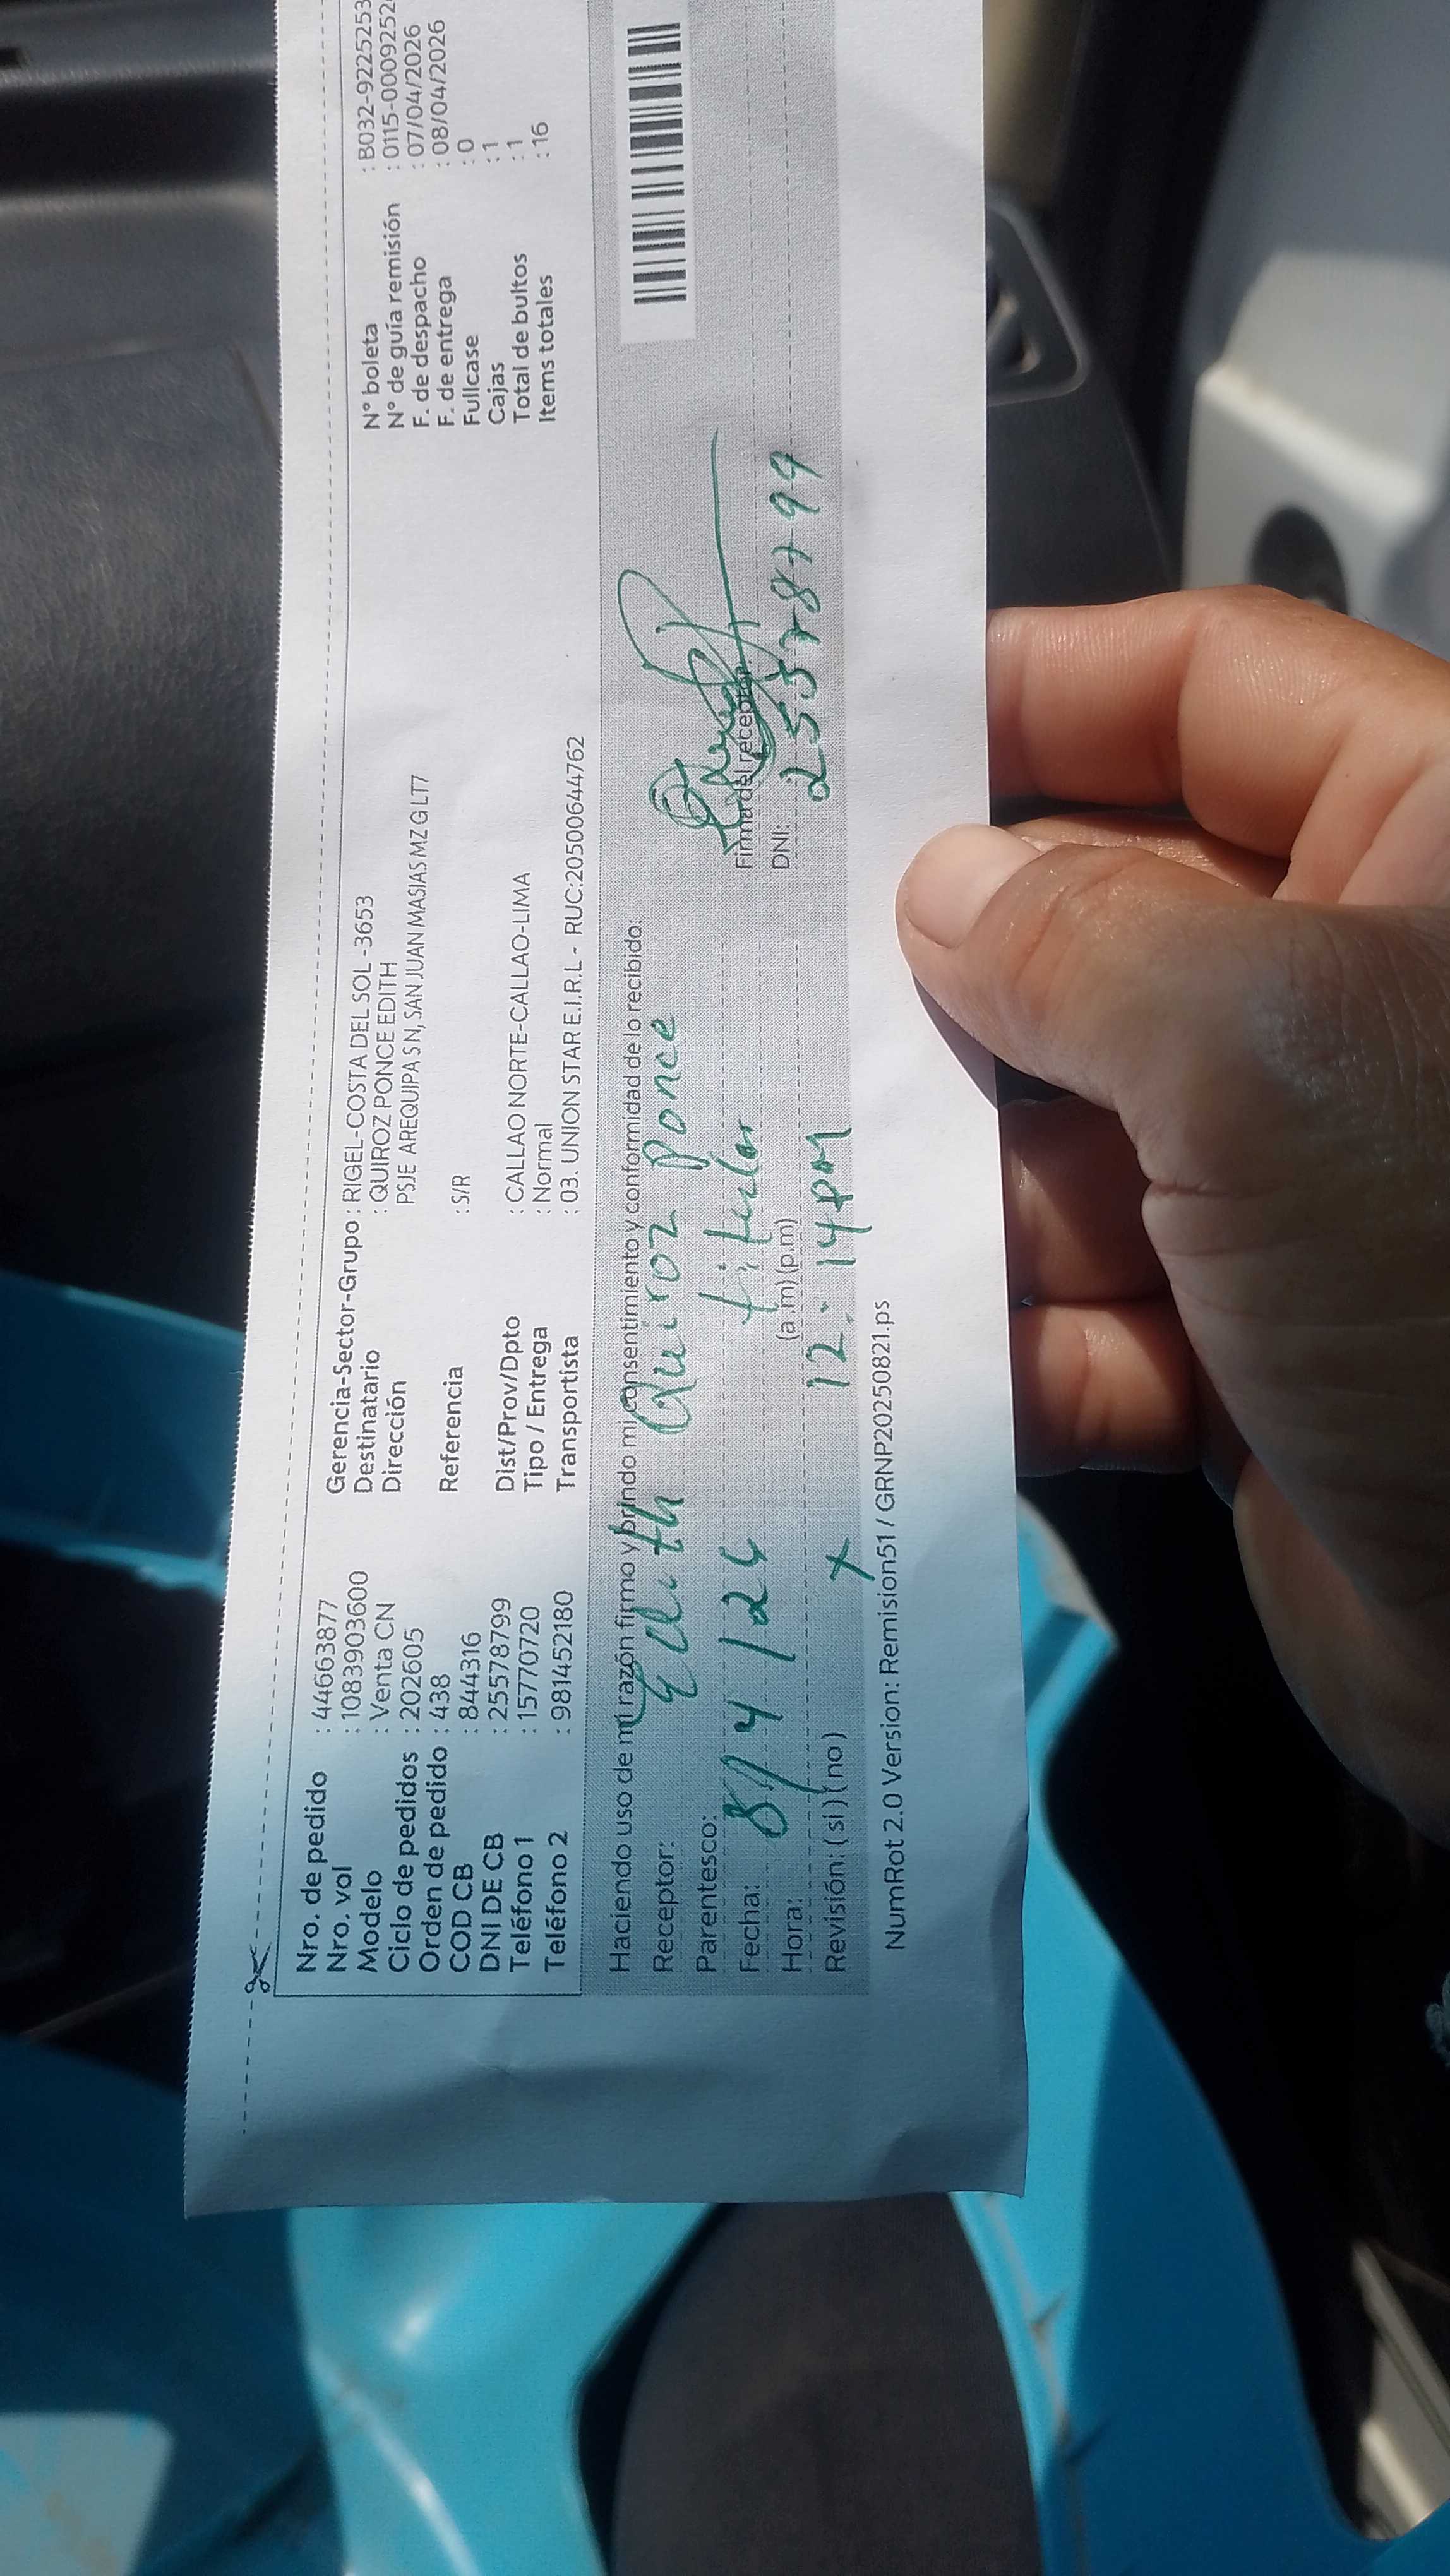 Nro. de pedido : 44663877
Nro. vol : 1083903600
Modelo : Venta CN
Ciclo de pedidos : 202605
Orden de pedido : 438
COD CB : 844316
DNI DE CB : 25578799
Teléfono 1 : 15770720
Teléfono 2 : 981452180
Gerencia-Sector-Grupo : RIGEL-COSTA DEL SOL -3653
Destinatario : QUIROZ PONCE EDITH
Dirección PSJE AREQUIPA S N, SAN JUAN MASIAS MZ G LT7
Referencia : S/R
Dist/Prov/Dpto : CALLAO NORTE-CALLAO-LIMA
Tipo / Entrega : Normal
Transportista : 03. UNION STAR E.I.R.L - RUC:20500644762
N° boleta : B032-9225253
N° de guía remisión : 0115-0009252
F. de despacho : 07/04/2026
F. de entrega : 08/04/2026
Fullcase : 0
Cajas : 1
Total de bultos : 1
Items totales : 16
Haciendo uso de mi razón firmo y brindo mi consentimiento y conformidad de lo recibido:
Receptor: Edith Quiroz Ponce
Parentesco: titular
Fecha: 8/4/26
Hora: (a.m) (p.m) 12:14pm
Revisión: (si) (no) x
Firma del receptor
DNI: 25578799
NumRot 2.0 Version: Remision51 / GRNP20250821.ps